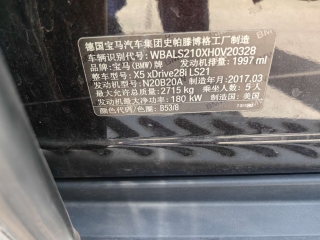 德国宝马汽车集团史帕滕博格工厂制造
车辆识别代号: WBALS210XH0V20328
品牌: 宝马(BMW)牌 发动机排量: 1997 ml
整车型号: X5 xDrive28i LS21
发动机型号: N20B20A 制造日期: 2017.03
最大允许总质量: 2715 kg 乘坐人数: 5人
发动机最大净功率: 180 kW 制造国: 美国
颜色代码: B53/8